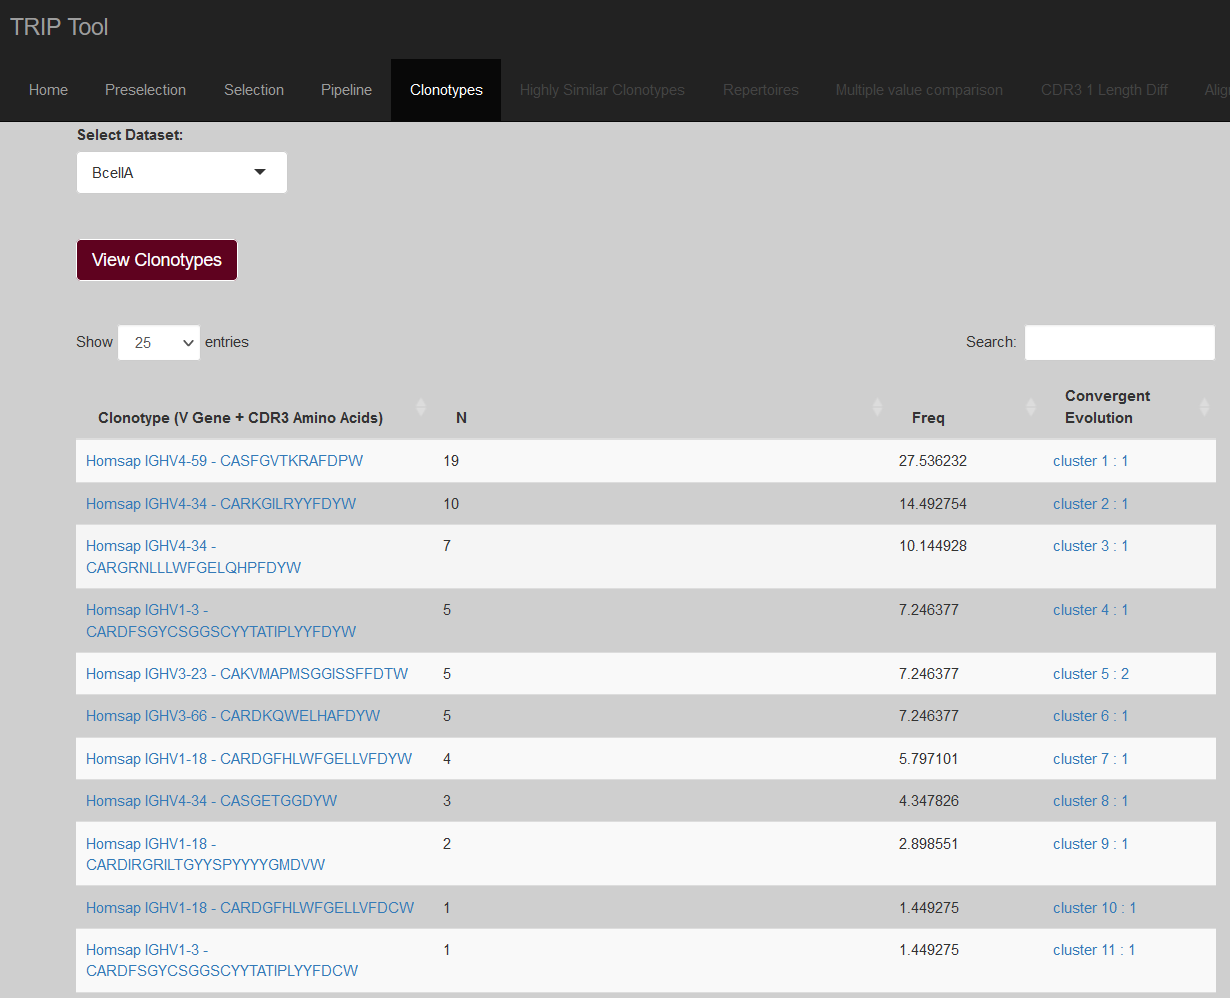 TRIP Tool
Home Preselection Selection Pipeline Clonotypes Highly Similar Clonotypes Repertoires Multiple value comparison CDR3 1 Length Diff
Select Dataset:
BcellA
View Clonotypes
Show 25 entries Search:
Convergent
Clonotype (V Gene + CDR3 Amino Acids) N Freq Evolution
Homsap IGHV4-59 - CASFGVTKRAFDPW 19 27.536232 cluster 1 : 1
Homsap IGHV4-34 - CARKGILRYYFDYW 10 14.492754 cluster 2 : 1
Homsap IGHV4-34 - 7 10.144928 cluster 3 : 1
CARGRNLLLWFGELQHPFDYW
Homsap IGHV1-3 - 5 7.246377 cluster 4 : 1
CARDFSGYCSGGSCYYTATIPLYYFDYW
Homsap IGHV3-23 - CAKVMAPMSGGISSFFDTW 5 7.246377 cluster 5 : 2
Homsap IGHV3-66 - CARDKQWELHAFDYW 5 7.246377 cluster 6 : 1
Homsap IGHV1-18 - CARDGFHLWFGELLVFDYW 4 5.797101 cluster 7 : 1
Homsap IGHV4-34 - CASGETGGDYW 3 4.347826 cluster 8 : 1
Homsap IGHV1-18 - 2 2.898551 cluster 9 : 1
CARDIRGRILTGYYSPYYYYGMDVW
Homsap IGHV1-18 - CARDGFHLWFGELLVFDCW 1 1.449275 cluster 10 : 1
Homsap IGHV1-3 - 1 1.449275 cluster 11 : 1
CARDFSGYCSGGSCYYTATIPLYYFDCW